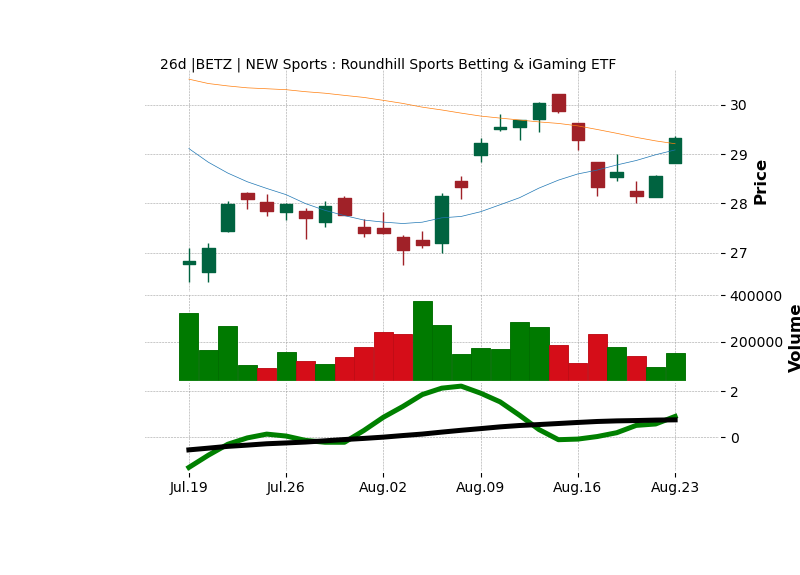 26d |BETZ | NEW Sports : Roundhill Sports Betting & iGaming ETF
30
29
28
27
Price
400000
200000
Volume
2
0
Jul.19 Jul.26 Aug.02 Aug.09 Aug.16 Aug.23